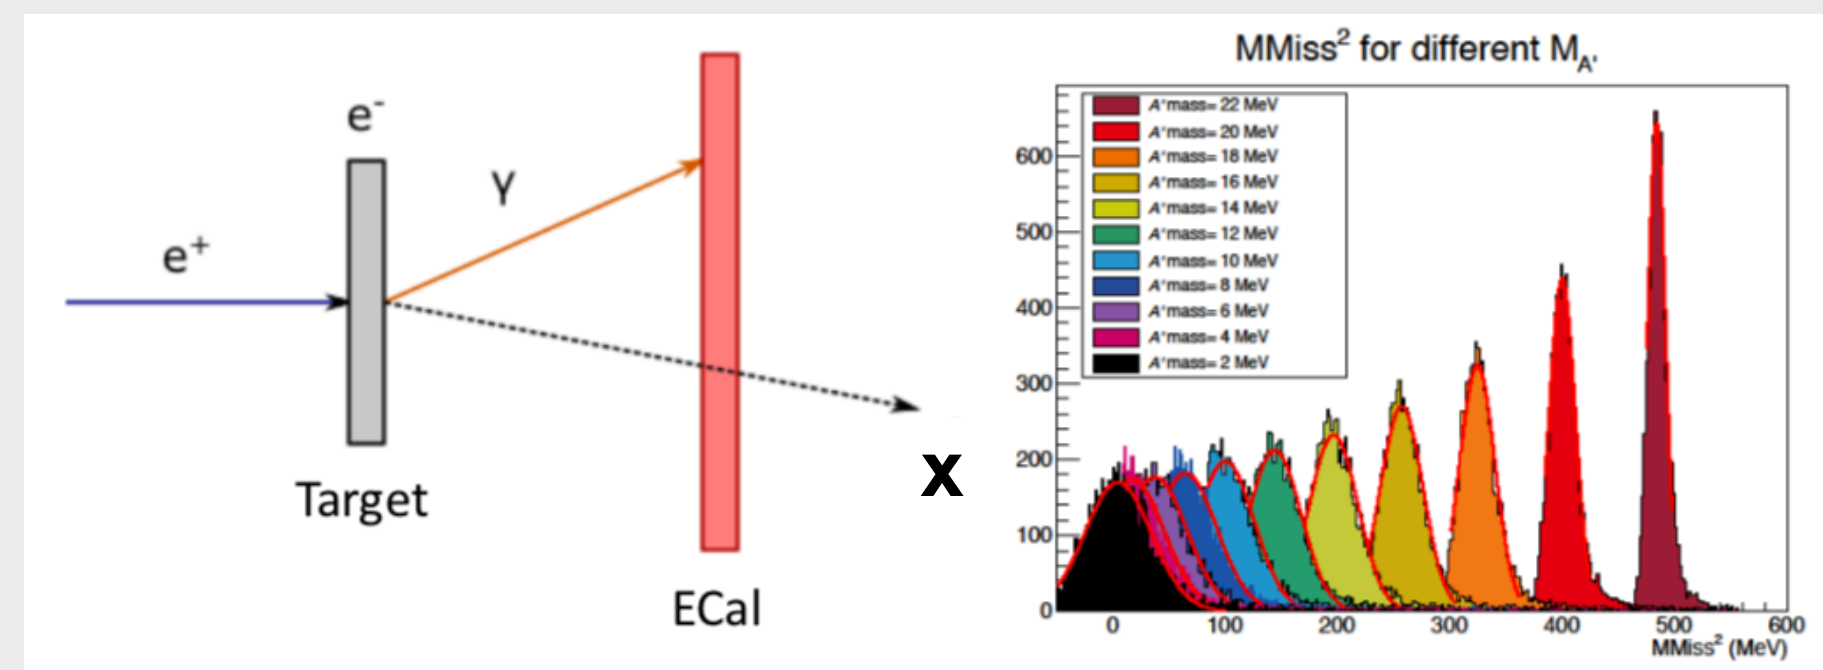 e⁻
γ
e⁺
Target
ECal
x
MMiss² for different M_A'
A' mass= 22 MeV
A' mass= 20 MeV
A' mass= 18 MeV
A' mass= 16 MeV
A' mass= 14 MeV
A' mass= 12 MeV
A' mass= 10 MeV
A' mass= 8 MeV
A' mass= 6 MeV
A' mass= 4 MeV
A' mass= 2 MeV
600
500
400
300
200
100
0
0 100 200 300 400 500 600
MMiss² (MeV)